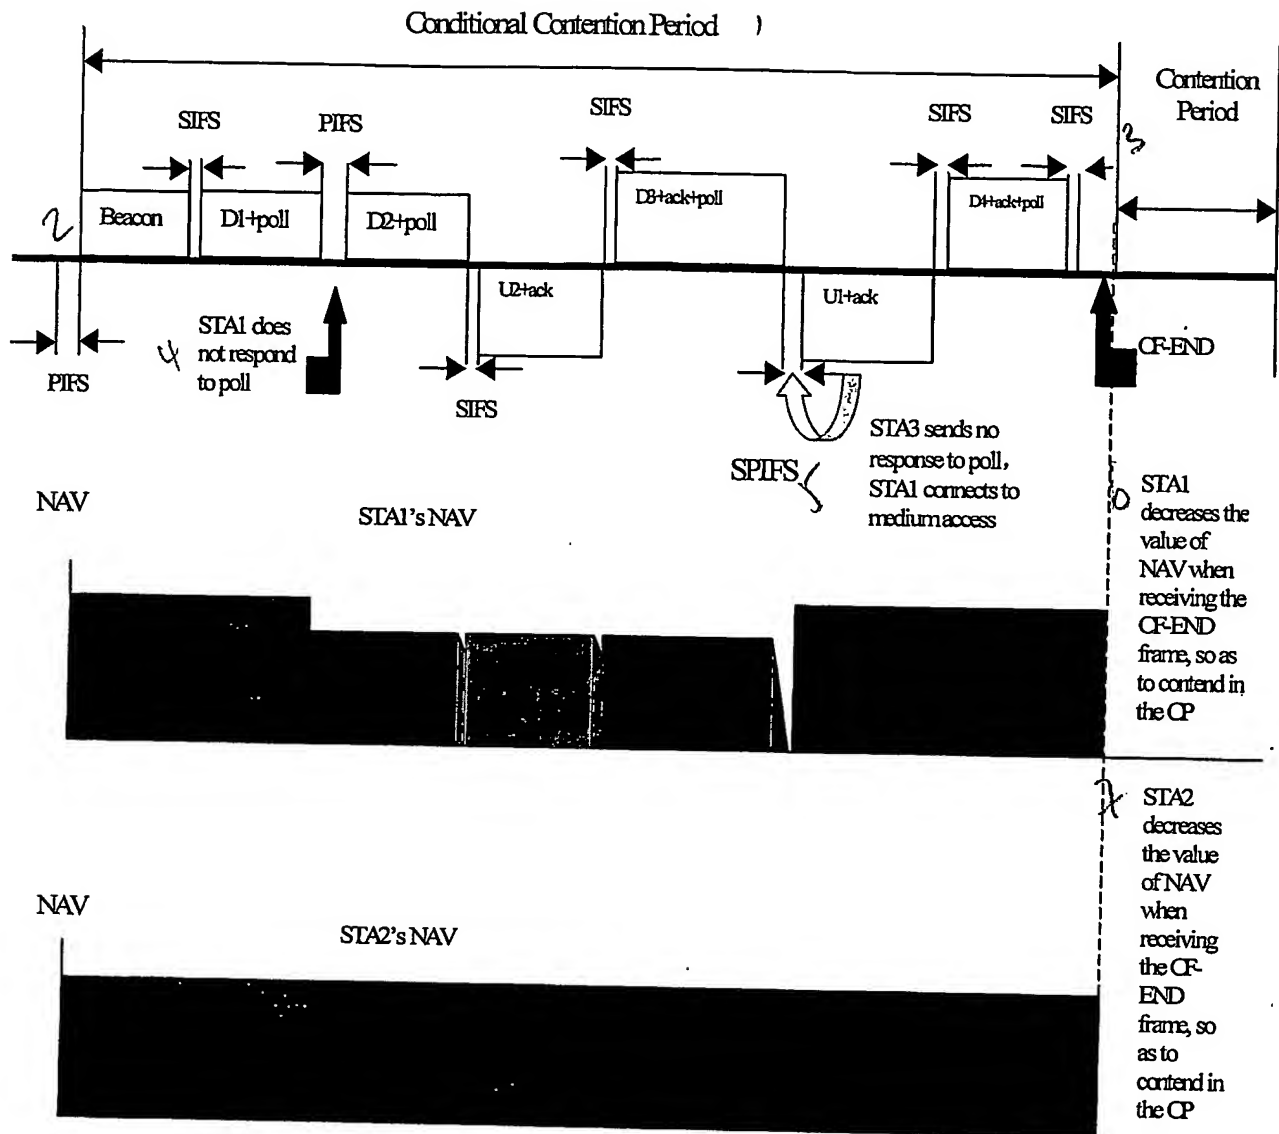 Conditional Contention Period 1
Contention
Period
SIFS
PIFS
SIFS
SIFS
SIFS
3
Beacon
D1+poll
D2+poll
D3+ack+poll
D4+ack+poll
2
U2+ack
U1+ack
4
STA1 does
not respond
to poll
PIFS
SIFS
CF-END
SPIFS
STA3 sends no
response to poll,
STA1 connects to
medium access
NAV
STA1's NAV
STA1
decreases the
value of
NAV when
receiving the
CF-END
frame, so as
to contend in
the CP
NAV
STA2's NAV
STA2
decreases
the value
of NAV
when
receiving
the CF-
END
frame, so
as to
contend in
the CP